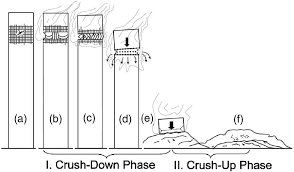 (a) (b) (c) (d) (e) (f)
I. Crush-Down Phase II. Crush-Up Phase